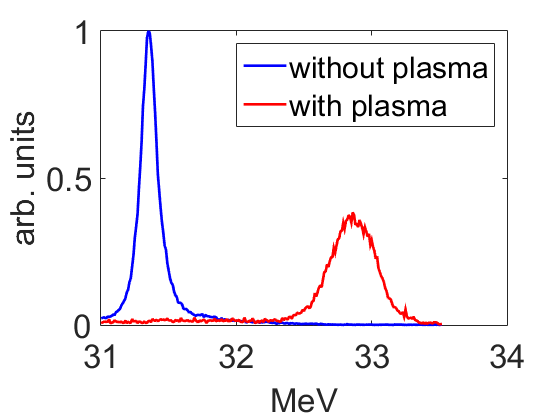 1
without plasma
with plasma
arb. units
0.5
0
31
32
33
34
MeV